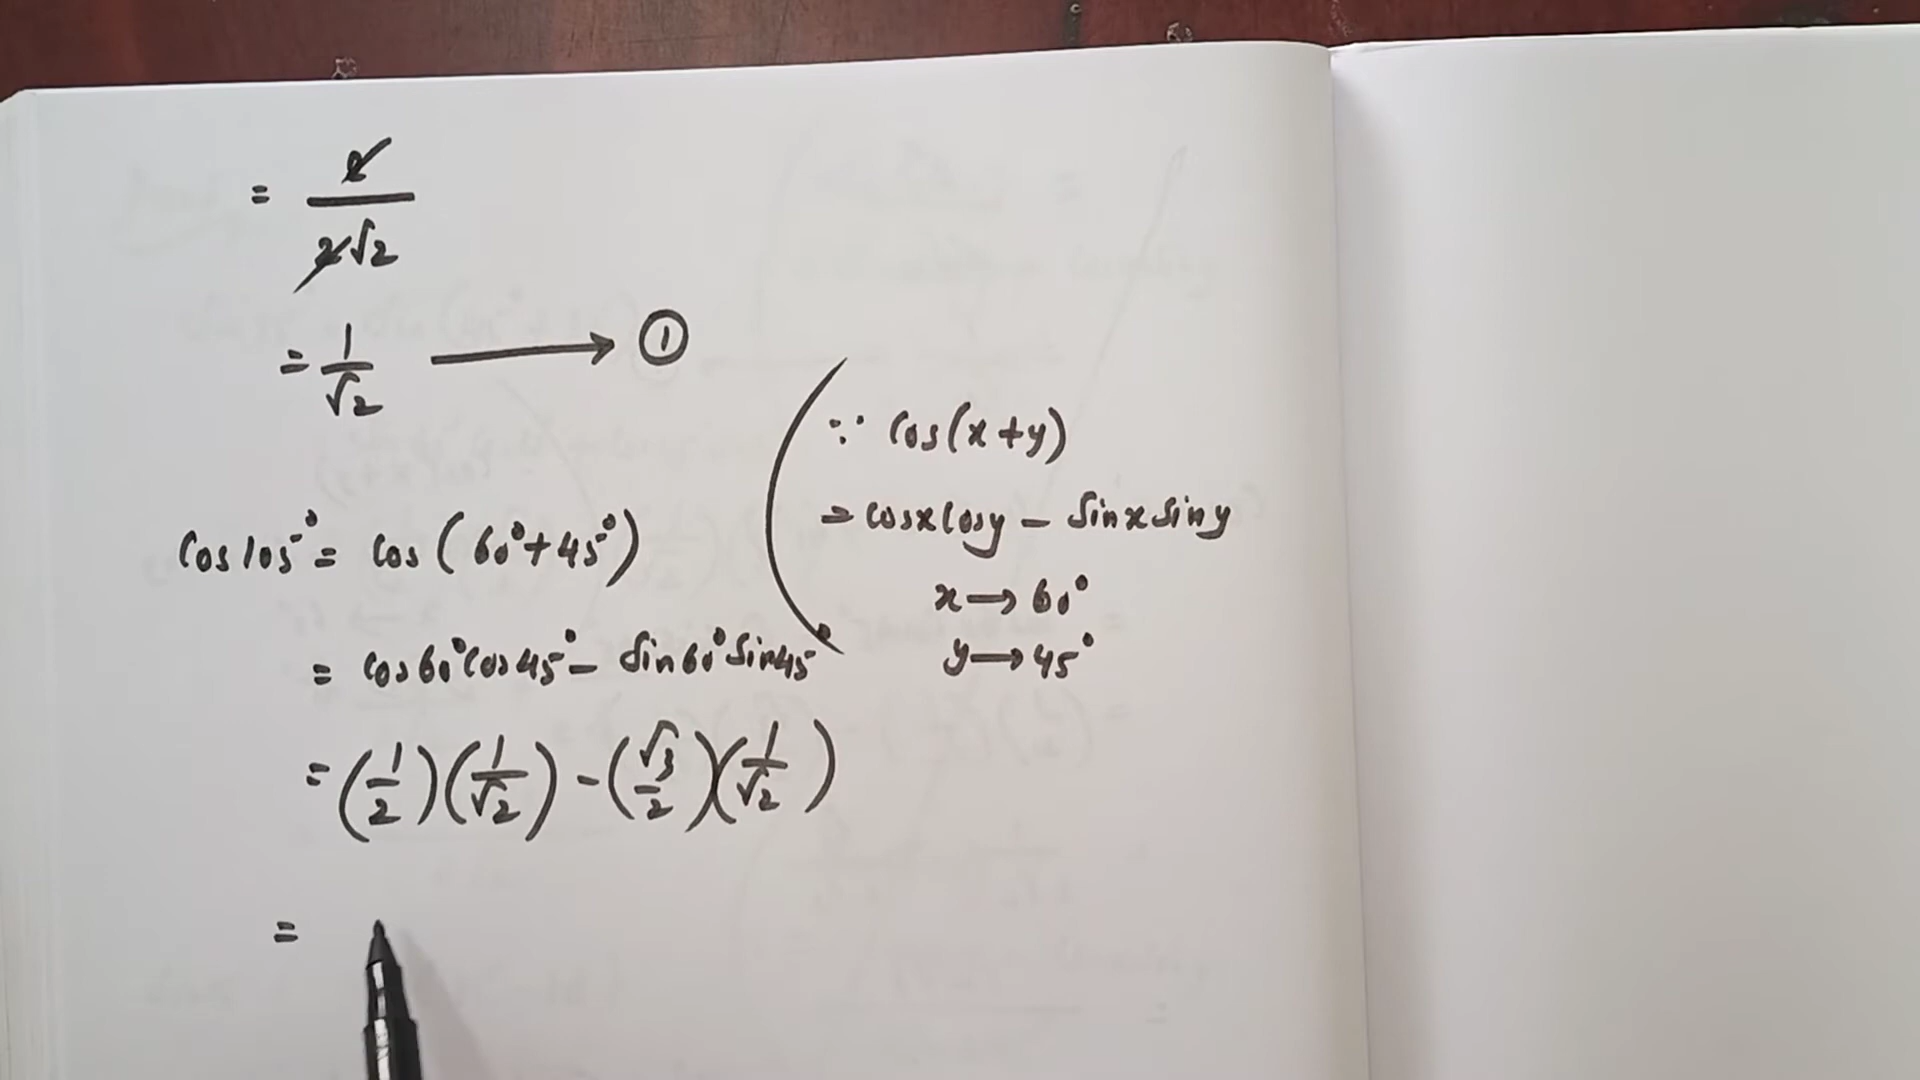 = 2/2√2
= 1/√2 ⟶ ①
∵ Cos(x+y)
= cosx cosy − sinx siny
x → 60°
y → 45°
Cos 105° = cos (60°+45°)
= cos60° cos45° − sin60° sin45°
= (1/2)(1/√2) − (√3/2)(1/√2)
=